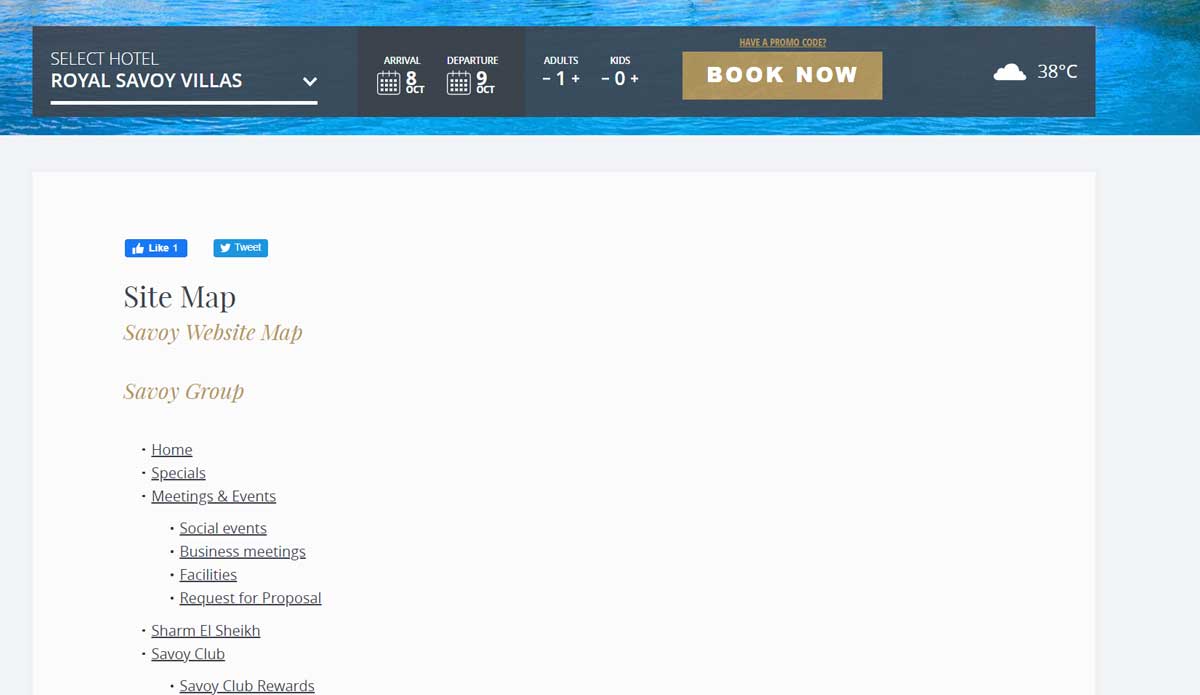 HAVE A PROMO CODE?
SELECT HOTEL
ROYAL SAVOY VILLAS
ARRIVAL
8
OCT
DEPARTURE
9
OCT
ADULTS
- 1 +
KIDS
- 0 +
BOOK NOW
38°C
Like 1
Tweet
Site Map
Savoy Website Map
Savoy Group
• Home
• Specials
• Meetings & Events
• Social events
• Business meetings
• Facilities
• Request for Proposal
• Sharm El Sheikh
• Savoy Club
• Savoy Club Rewards